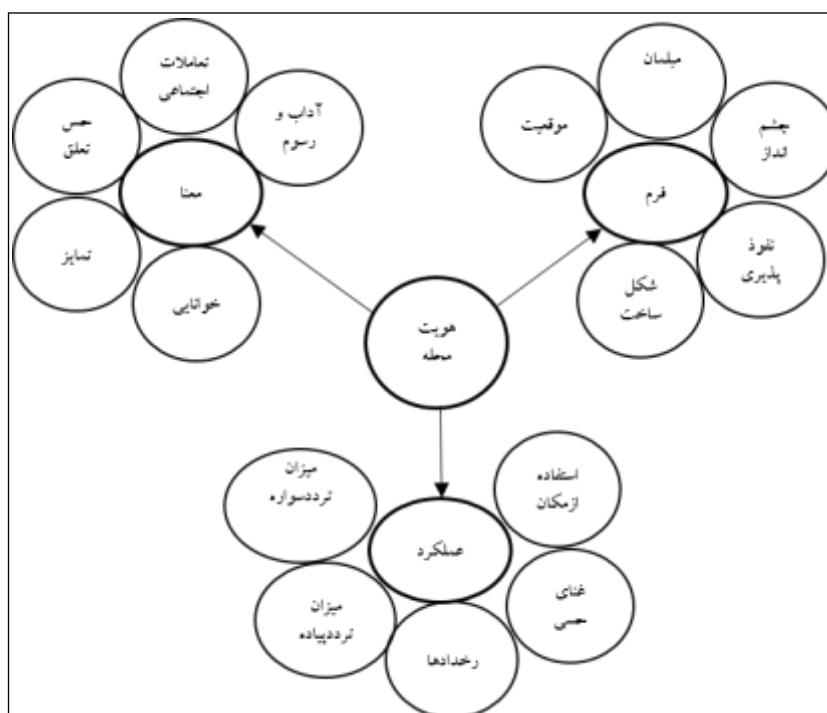 مبلمان
موقعیت
چشم
انداز
فرم
نفوذ
پذیری
شکل
ساخت
تعاملات
اجتماعی
آداب و
رسوم
حس
تعلق
معنا
تمایز
خوانایی
هویت
محله
استفاده
ازمکان
میزان
ترددسواره
عملکرد
غنای
حسی
میزان
ترددپیاده
رخدادها